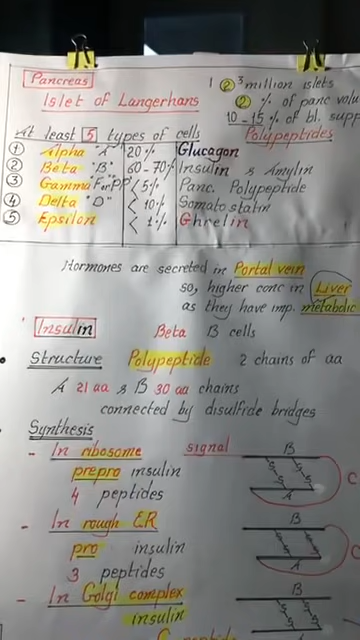 Pancreas
1 - 2 3 million islets
Islet of Langerhans
2 % of panc volu
10 - 15 % of bl. supp
At least 5 types of cells
Polypeptides
1 Alpha "A" 20 % Glucagon
2 Beta "B" 60 - 70 % Insulin & Amylin
3 Gamma "F or PP" < 5 % Panc. Polypeptide
4 Delta "D" < 10 % Somatostatin
5 Epsilon < 1 % Ghrelin
Hormones are secreted in Portal vein
so, higher conc in Liver
as they have imp. metabolic
Insulin Beta B cells
• Structure Polypeptide 2 chains of aa
A 21 aa & B 30 aa chains
connected by disulfide bridges
Synthesis
- In ribosome signal B
prepro insulin C
4 peptides A
- In rough ER B
pro insulin C
3 peptides A
- In Golgi complex B
insulin
C peptide